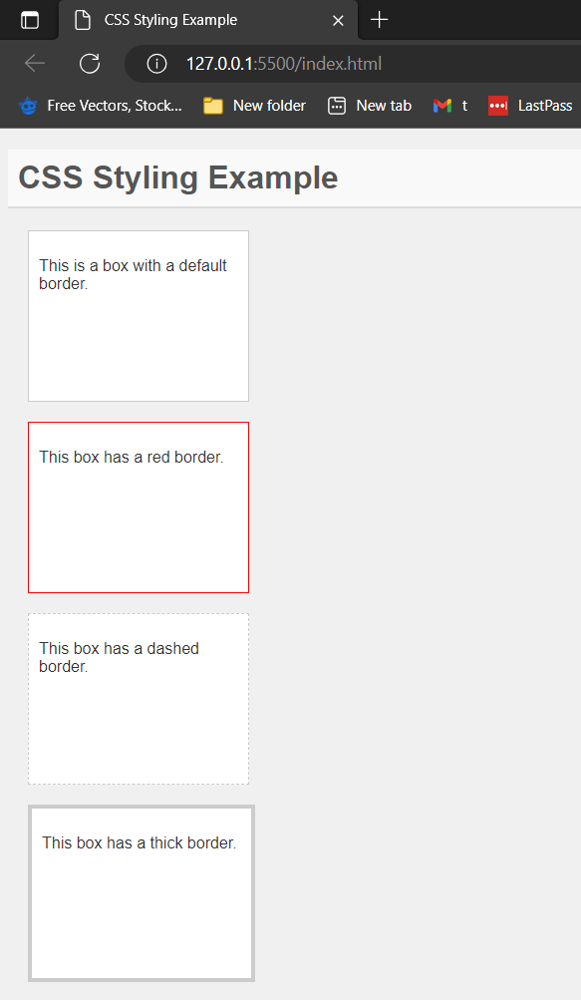 CSS Styling Example
127.0.0.1:5500/index.html
Free Vectors, Stock... New folder New tab t LastPass
CSS Styling Example
This is a box with a default
border.
This box has a red border.
This box has a dashed
border.
This box has a thick border.